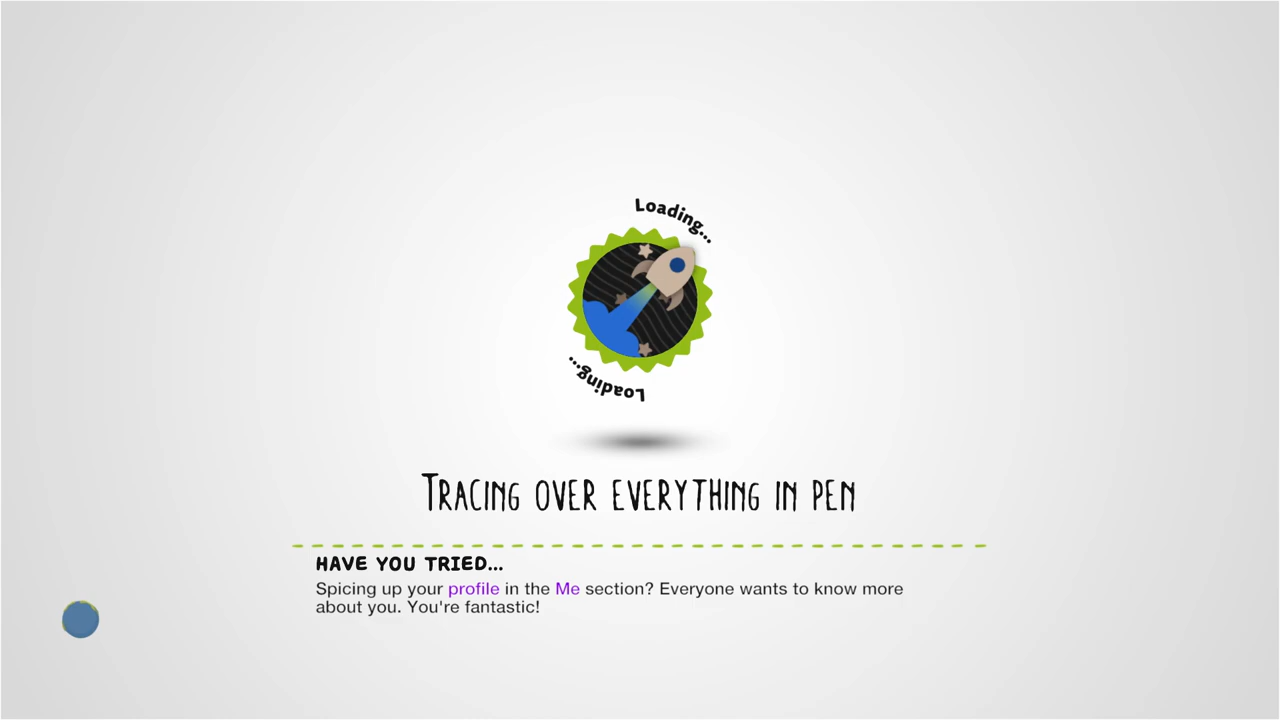 Loading...
Loading...
Tracing over everything in pen
HAVE YOU TRIED...
Spicing up your profile in the Me section? Everyone wants to know more
about you. You're fantastic!